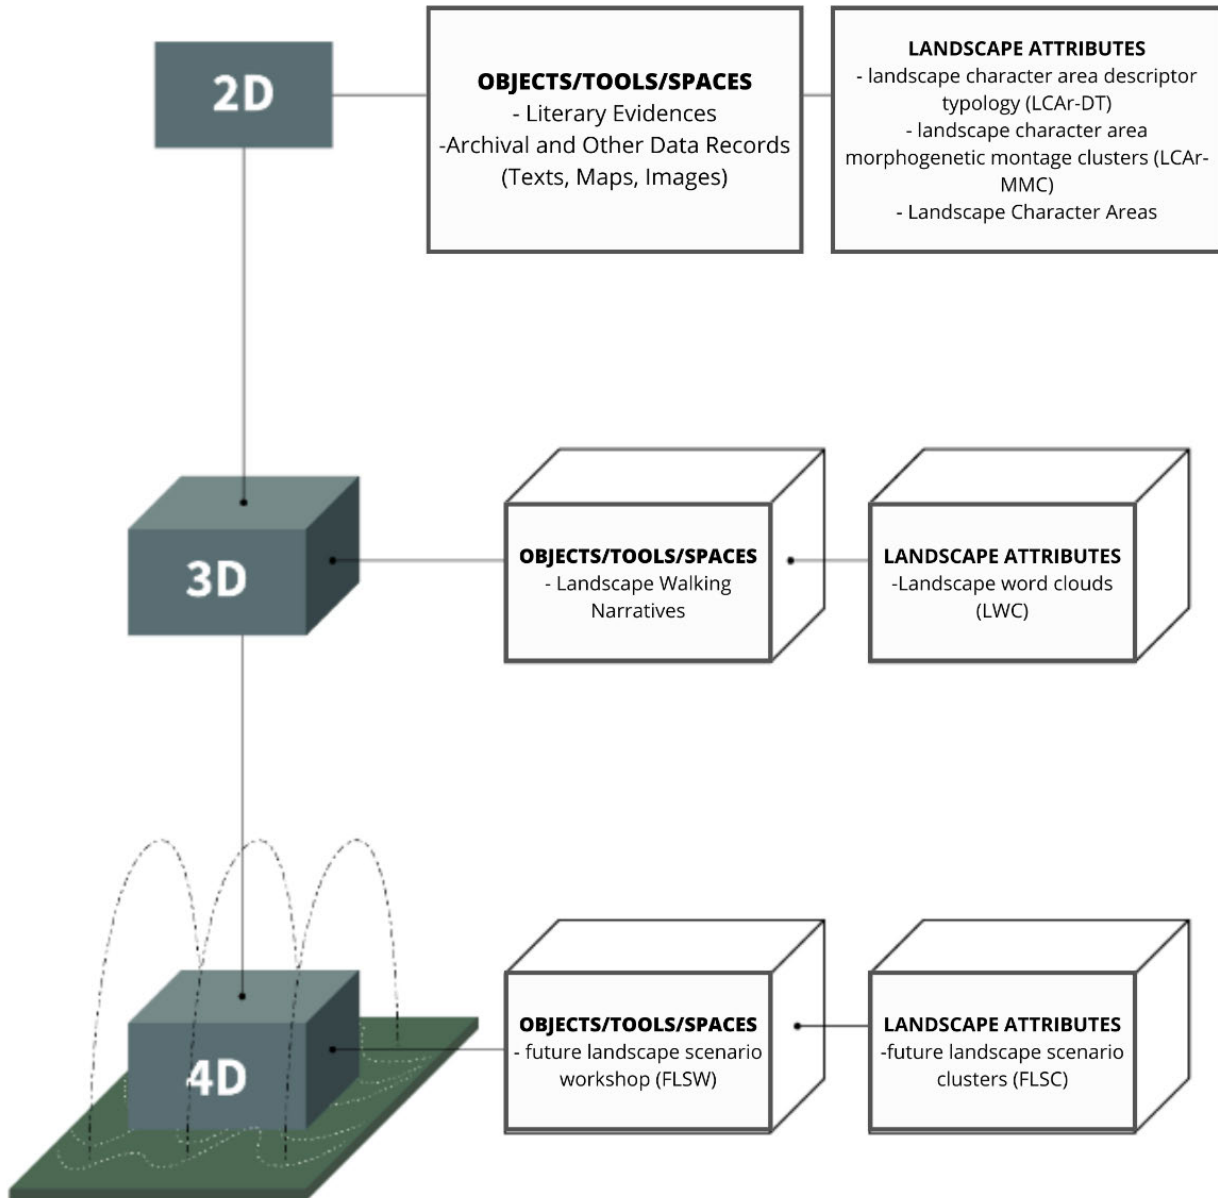 2D
OBJECTS/TOOLS/SPACES
- Literary Evidences
-Archival and Other Data Records
(Texts, Maps, Images)
LANDSCAPE ATTRIBUTES
- landscape character area descriptor
typology (LCAr-DT)
- landscape character area
morphogenetic montage clusters (LCAr-
MMC)
- Landscape Character Areas
3D
OBJECTS/TOOLS/SPACES
- Landscape Walking
Narratives
LANDSCAPE ATTRIBUTES
-Landscape word clouds
(LWC)
4D
OBJECTS/TOOLS/SPACES
- future landscape scenario
workshop (FLSW)
LANDSCAPE ATTRIBUTES
-future landscape scenario
clusters (FLSC)